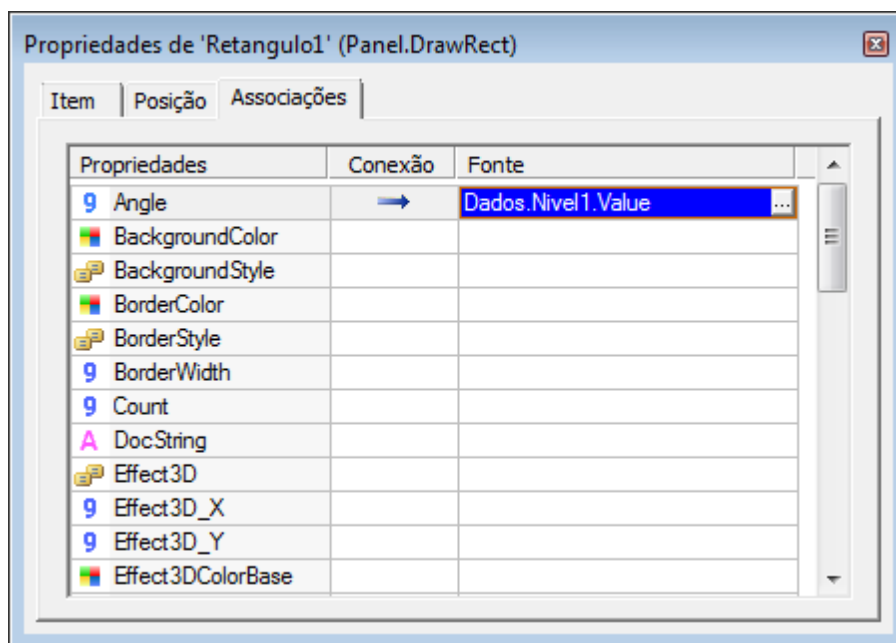 Propriedades de 'Retangulo1' (Panel.DrawRect)
Item Posição Associações
Propriedades Conexão Fonte
Angle Dados.Nivel1.Value ...
BackgroundColor
BackgroundStyle
BorderColor
BorderStyle
BorderWidth
Count
DocString
Effect3D
Effect3D_X
Effect3D_Y
Effect3DColorBase